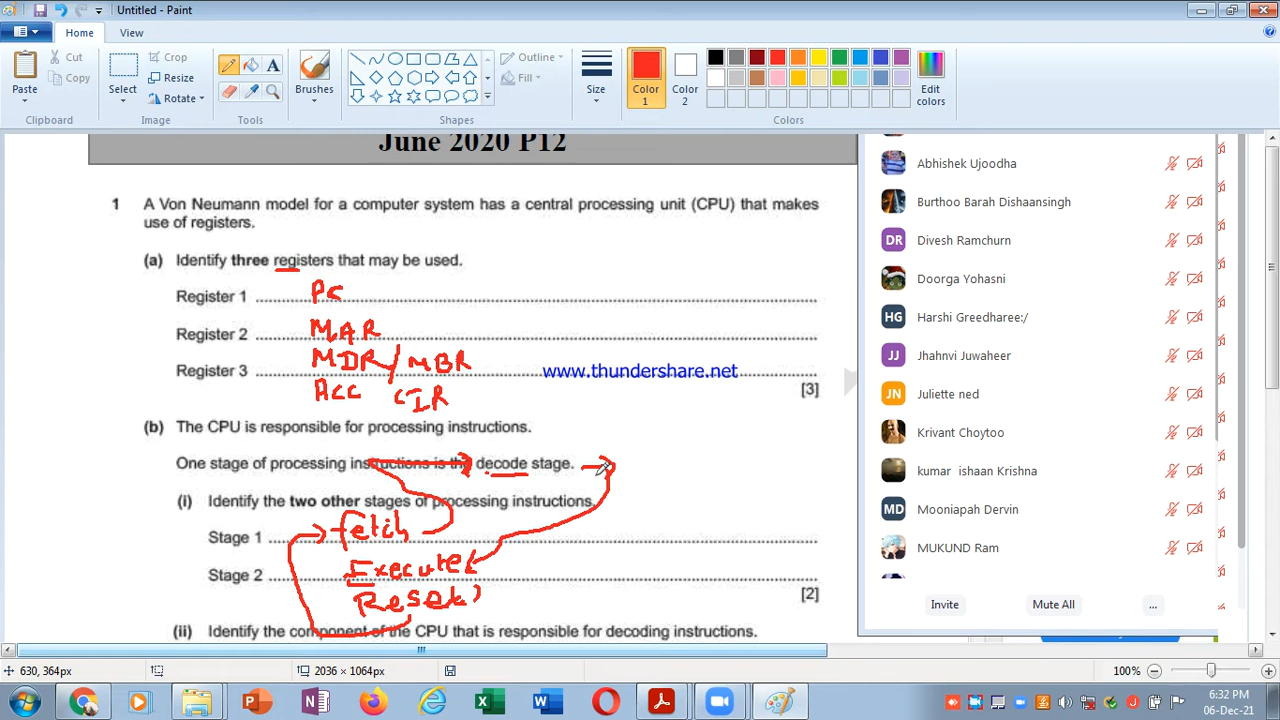 Untitled - Paint
Home
View
Paste
Cut
Copy
Clipboard
Select
Crop
Resize
Rotate
Image
Tools
Brushes
Shapes
Outline
Fill
Size
Color 1
Color 2
Colors
Edit colors
June 2020 P12
1 A Von Neumann model for a computer system has a central processing unit (CPU) that makes
use of registers.
(a) Identify three registers that may be used.
Register 1 PC
Register 2 MAR
MDR/MBR
Register 3
www.thundershare.net
ACC CIR
[3]
(b) The CPU is responsible for processing instructions.
One stage of processing instructions is the decode stage.
(i) Identify the two other stages of processing instructions.
Stage 1 fetch
Execute
Stage 2
Reset
[2]
(ii) Identify the component of the CPU that is responsible for decoding instructions.
Abhishek Ujoodha
Burthoo Barah Dishaansingh
DR Divesh Ramchurn
Doorga Yohasni
HG Harshi Greedharee:/
JJ Jhahnvi Juwaheer
JN Juliette ned
Krivant Choytoo
kumar ishaan Krishna
MD Mooniapah Dervin
MUKUND Ram
Invite
Mute All
...
630, 364px
2036 × 1064px
100%
6:32 PM
06-Dec-21